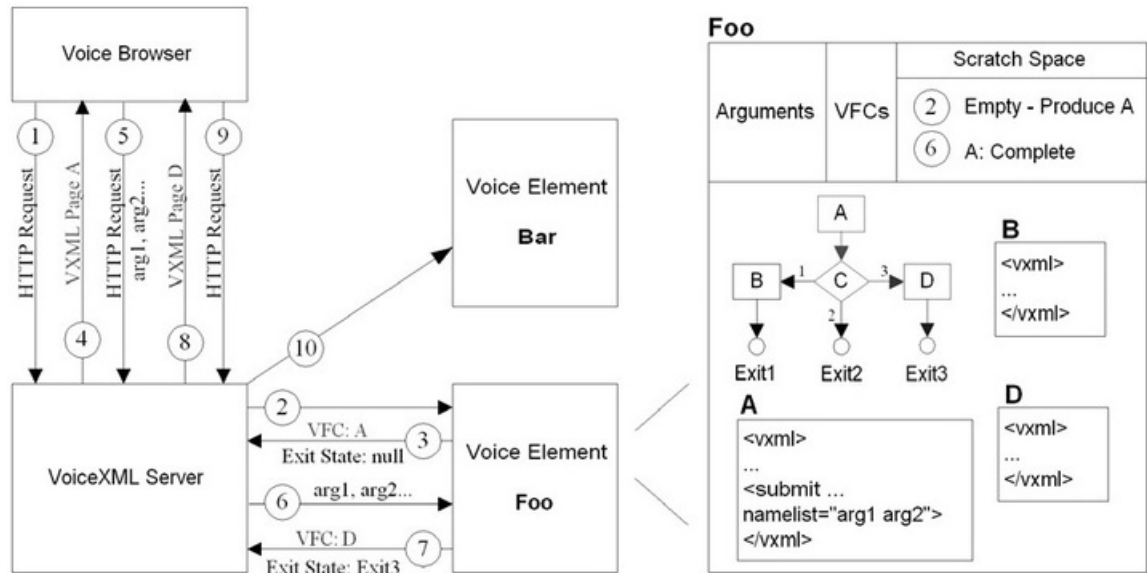 Voice Browser
1
5
9
HTTP Request
VXML Page A
HTTP Request
arg1, arg2...
VXML Page D
HTTP Request
4
8
10
Voice Element
Bar
VoiceXML Server
2
VFC: A
3
Exit State: null
6
arg1, arg2...
VFC: D
7
Exit State: Exit3
Voice Element
Foo
Foo
Arguments
VFCs
Scratch Space
2 Empty - Produce A
6 A: Complete
A
B 1 C 3 D
2
Exit1 Exit2 Exit3
B
<vxml>
...
</vxml>
A
<vxml>
...
<submit ...
namelist="arg1 arg2">
</vxml>
D
<vxml>
...
</vxml>